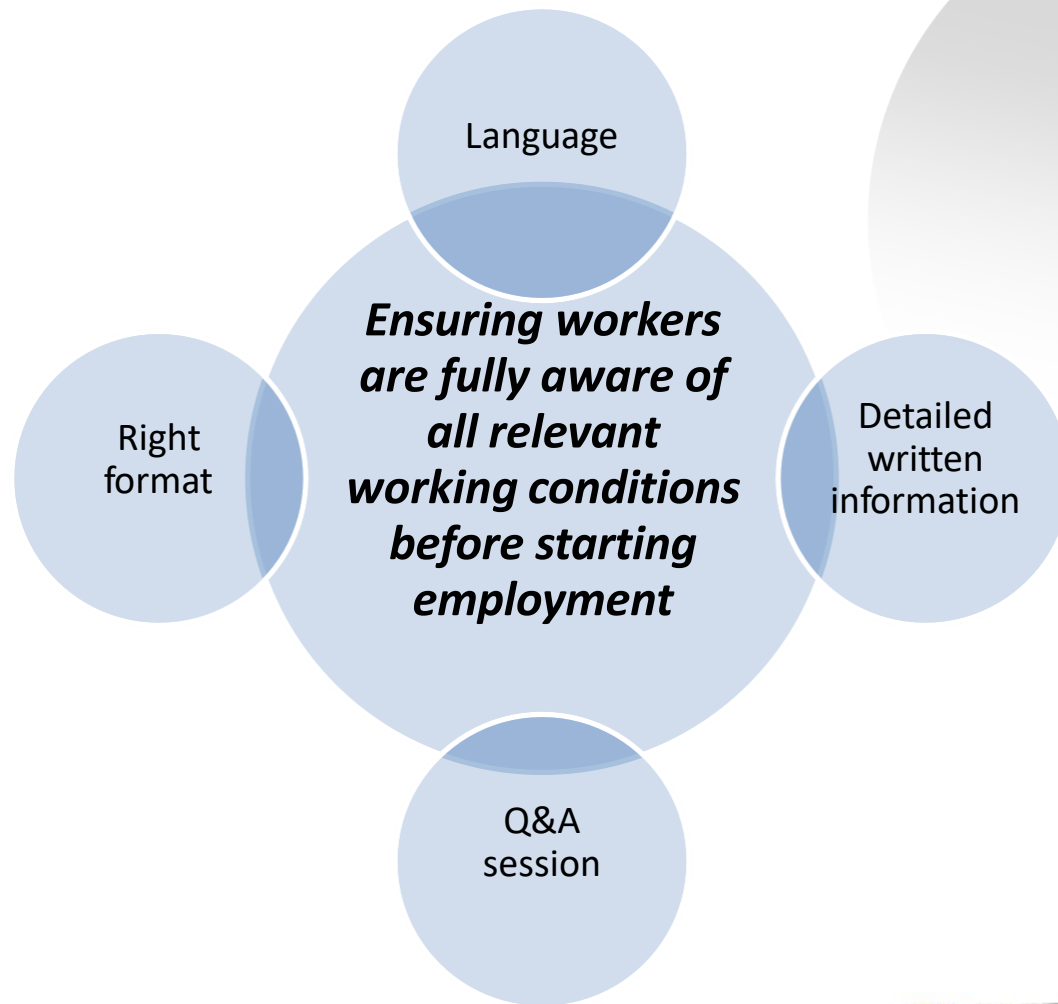 Language
Ensuring workers
are fully aware of
all relevant
working conditions
before starting
employment
Right
format
Detailed
written
information
Q&A
session